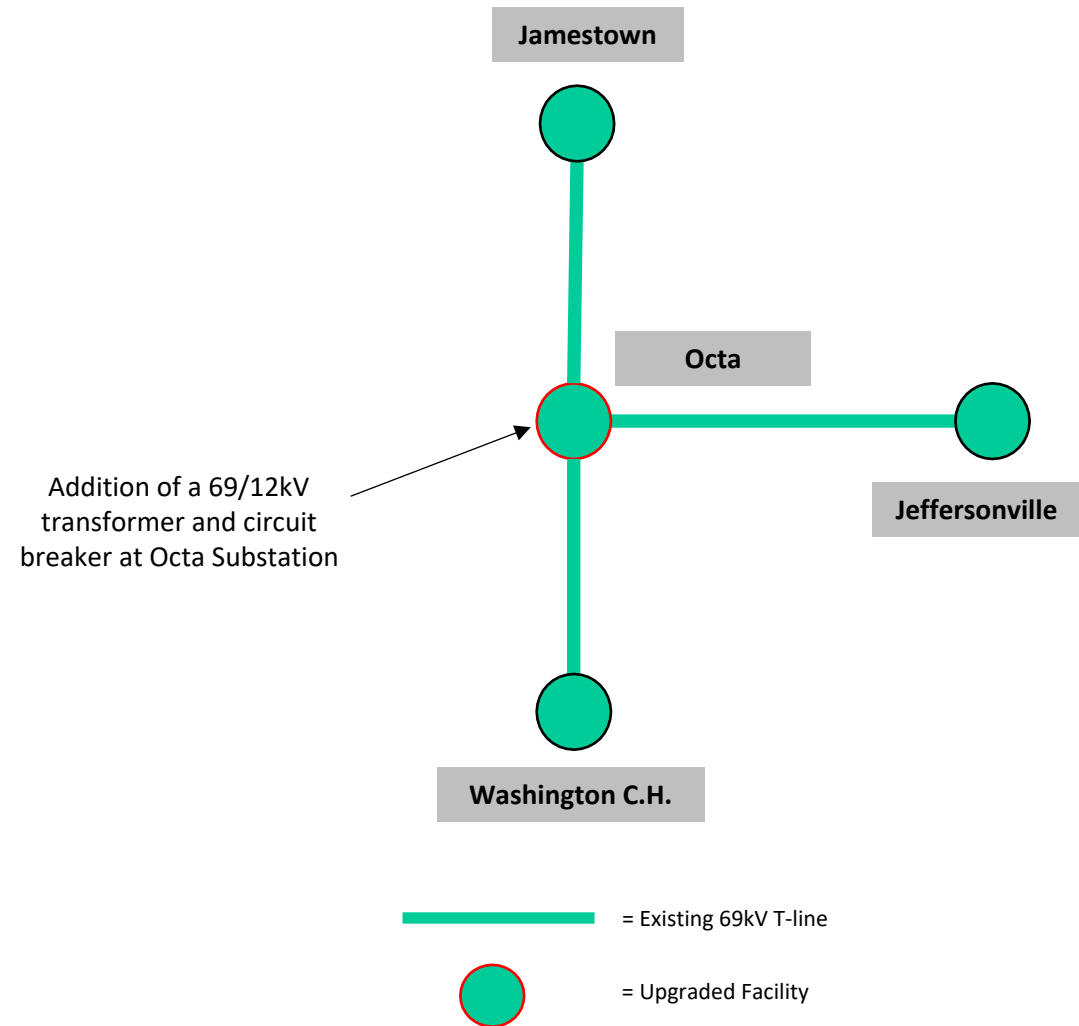 Jamestown
Octa
Addition of a 69/12kV
transformer and circuit
breaker at Octa Substation
Jeffersonville
Washington C.H.
= Existing 69kV T-line
= Upgraded Facility